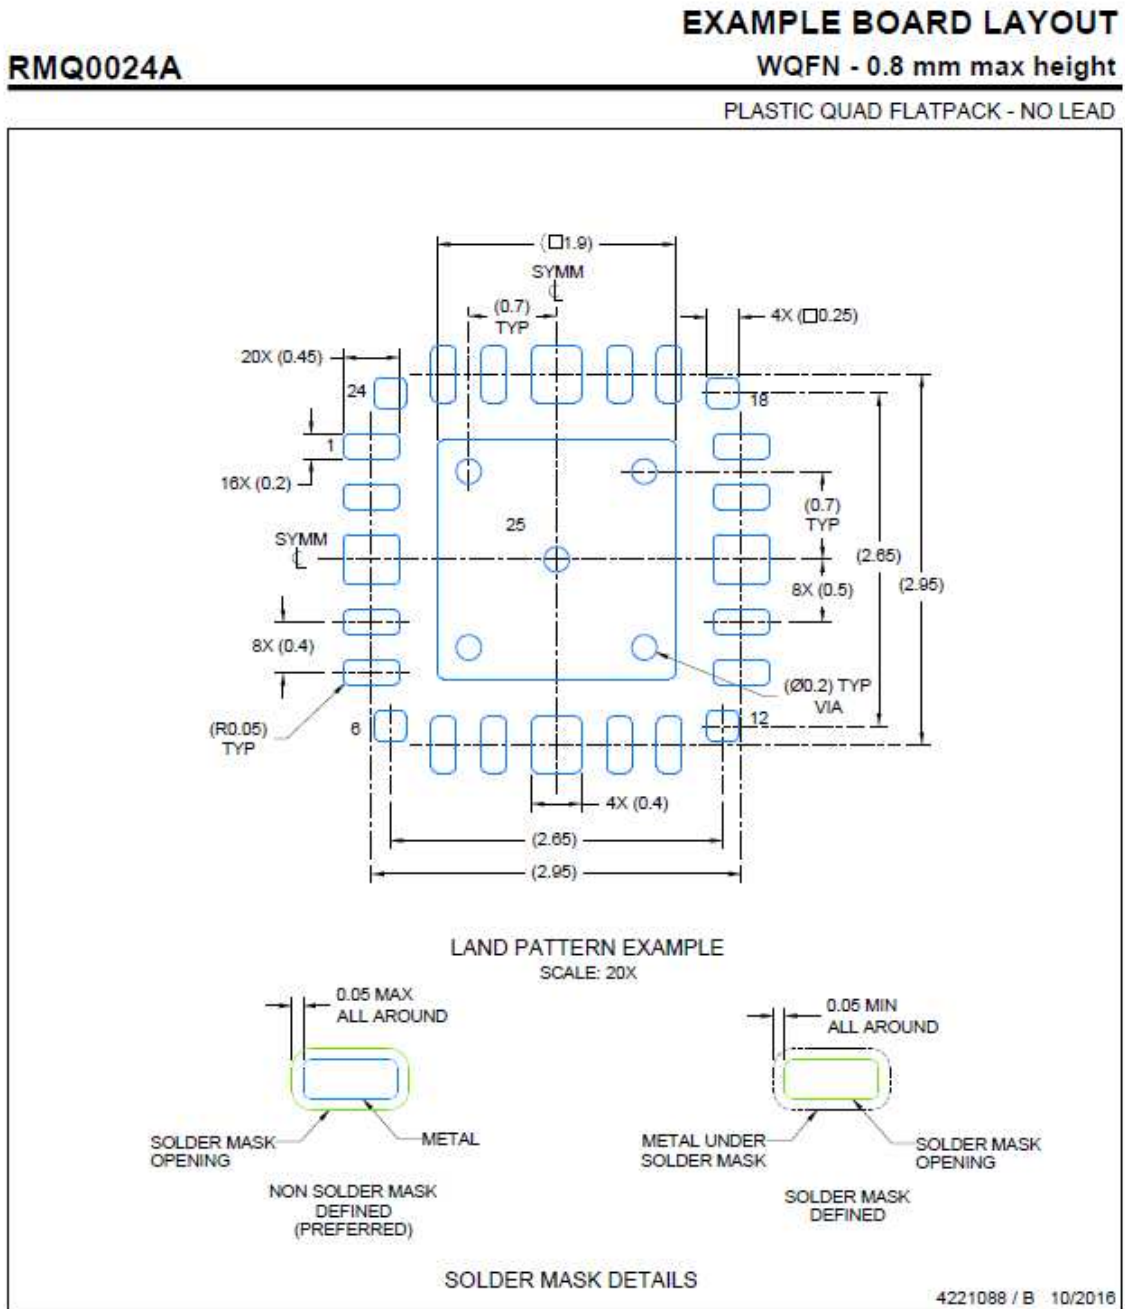 EXAMPLE BOARD LAYOUT
RMQ0024A
WQFN - 0.8 mm max height
PLASTIC QUAD FLATPACK - NO LEAD
(□1.9)
SYMM
℄
(0.7)
TYP
4X (□0.25)
20X (0.45)
24
18
1
16X (0.2)
(0.7)
TYP
25
SYMM
℄
(2.65)
8X (0.5)
(2.95)
8X (0.4)
(Ø0.2) TYP
VIA
(R0.05)
TYP
6
12
4X (0.4)
(2.65)
(2.95)
LAND PATTERN EXAMPLE
SCALE: 20X
0.05 MAX
ALL AROUND
0.05 MIN
ALL AROUND
SOLDER MASK
OPENING
METAL
METAL UNDER
SOLDER MASK
SOLDER MASK
OPENING
NON SOLDER MASK
DEFINED
(PREFERRED)
SOLDER MASK
DEFINED
SOLDER MASK DETAILS
4221088 / B 10/2016